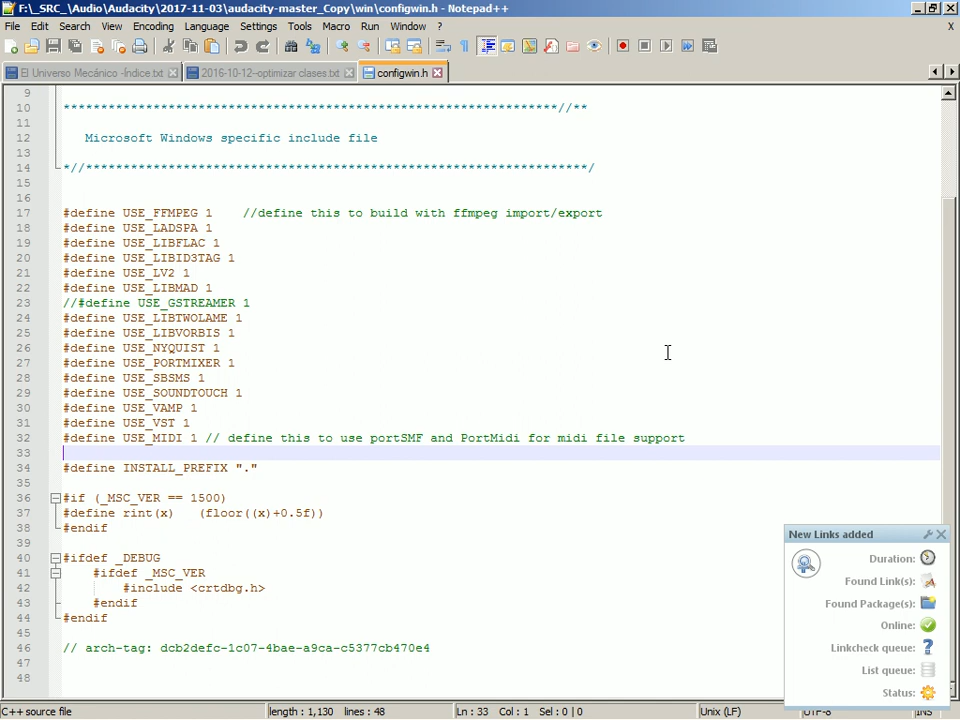 F:\_SRC_\Audio\Audacity\2017-11-03\audacity-master_Copy\win\configwin.h - Notepad++
File Edit Search View Encoding Language Settings Tools Macro Run Window ?
X
El Universo Mecánico -Índice.txt 2016-10-12-optimizar clases.txt configwin.h
9
10 ******************************************************************//**
11
12 Microsoft Windows specific include file
13
14 *//*******************************************************************/
15
16
17 #define USE_FFMPEG 1 //define this to build with ffmpeg import/export
18 #define USE_LADSPA 1
19 #define USE_LIBFLAC 1
20 #define USE_LIBID3TAG 1
21 #define USE_LV2 1
22 #define USE_LIBMAD 1
23 //#define USE_GSTREAMER 1
24 #define USE_LIBTWOLAME 1
25 #define USE_LIBVORBIS 1
26 #define USE_NYQUIST 1
27 #define USE_PORTMIXER 1
28 #define USE_SBSMS 1
29 #define USE_SOUNDTOUCH 1
30 #define USE_VAMP 1
31 #define USE_VST 1
32 #define USE_MIDI 1 // define this to use portSMF and PortMidi for midi file support
33
34 #define INSTALL_PREFIX "."
35
36 #if (_MSC_VER == 1500)
37 #define rint(x) (floor((x)+0.5f))
38 #endif
39
40 #ifdef _DEBUG
41 #ifdef _MSC_VER
42 #include <crtdbg.h>
43 #endif
44 #endif
45
46 // arch-tag: dcb2defc-1c07-4bae-a9ca-c5377cb470e4
47
48
New Links added
Duration:
Found Link(s):
Found Package(s):
Online:
Linkcheck queue:
List queue:
Status:
C++ source file length : 1,130 lines : 48 Ln : 33 Col : 1 Sel : 0 | 0 Unix (LF) UTF-8 INS